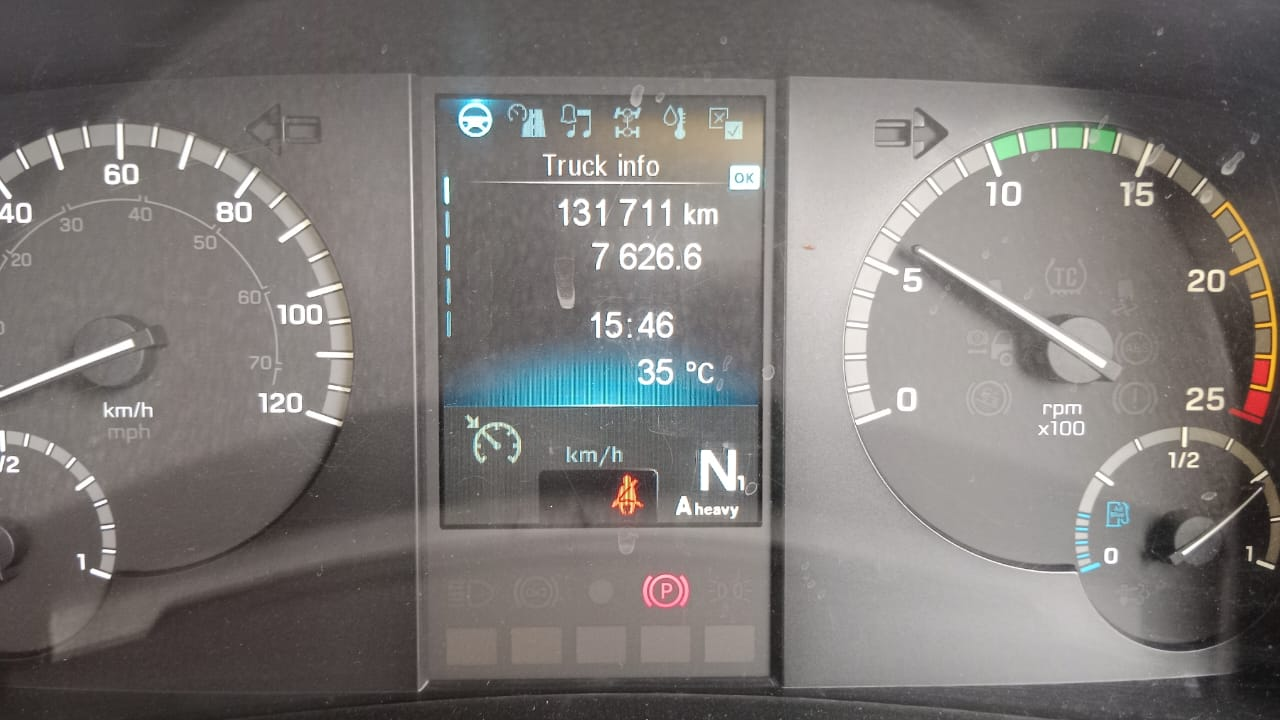 Truck info
OK
131 711 km
7 626.6
15:46
35 °C
km/h
N1
A heavy
40
60
80
100
120
20
30
40
50
60
70
km/h
mph
1/2
1
0
5
10
15
20
25
rpm
x100
TC
P
1/2
0
1